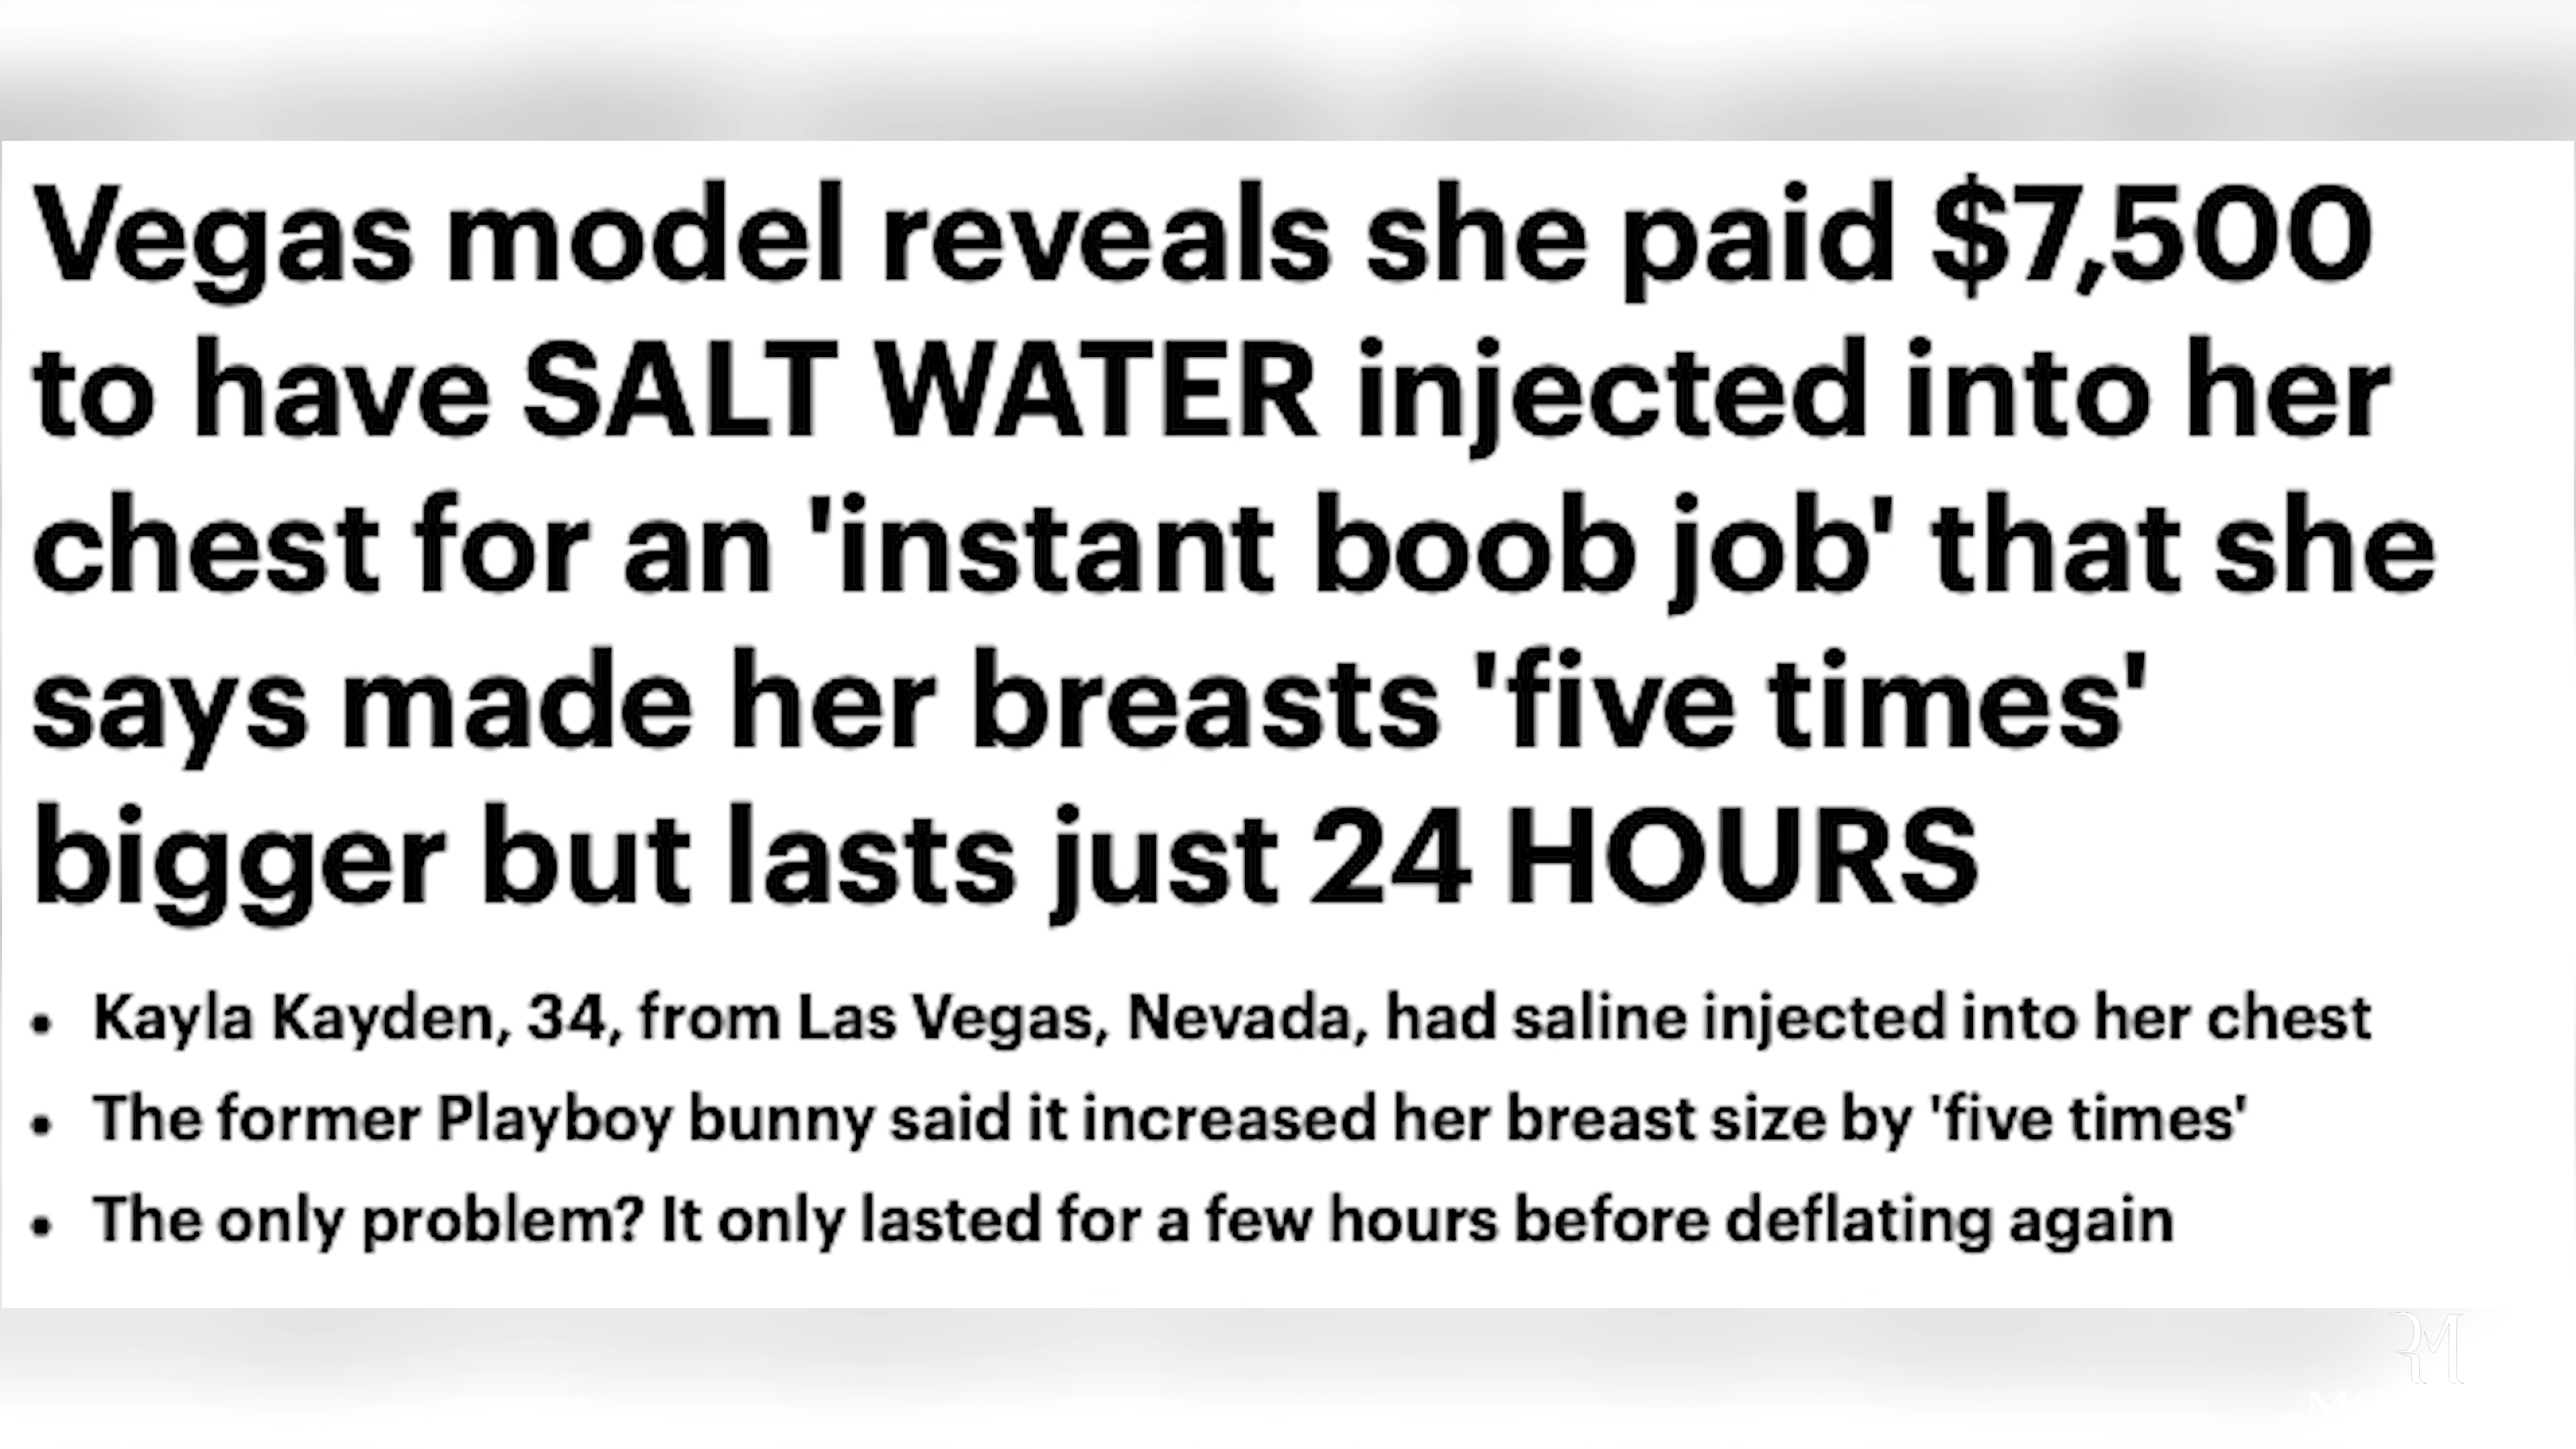 Vegas model reveals she paid $7,500
to have SALT WATER injected into her
chest for an 'instant boob job' that she
says made her breasts 'five times'
bigger but lasts just 24 HOURS
• Kayla Kayden, 34, from Las Vegas, Nevada, had saline injected into her chest
• The former Playboy bunny said it increased her breast size by 'five times'
• The only problem? It only lasted for a few hours before deflating again
RM